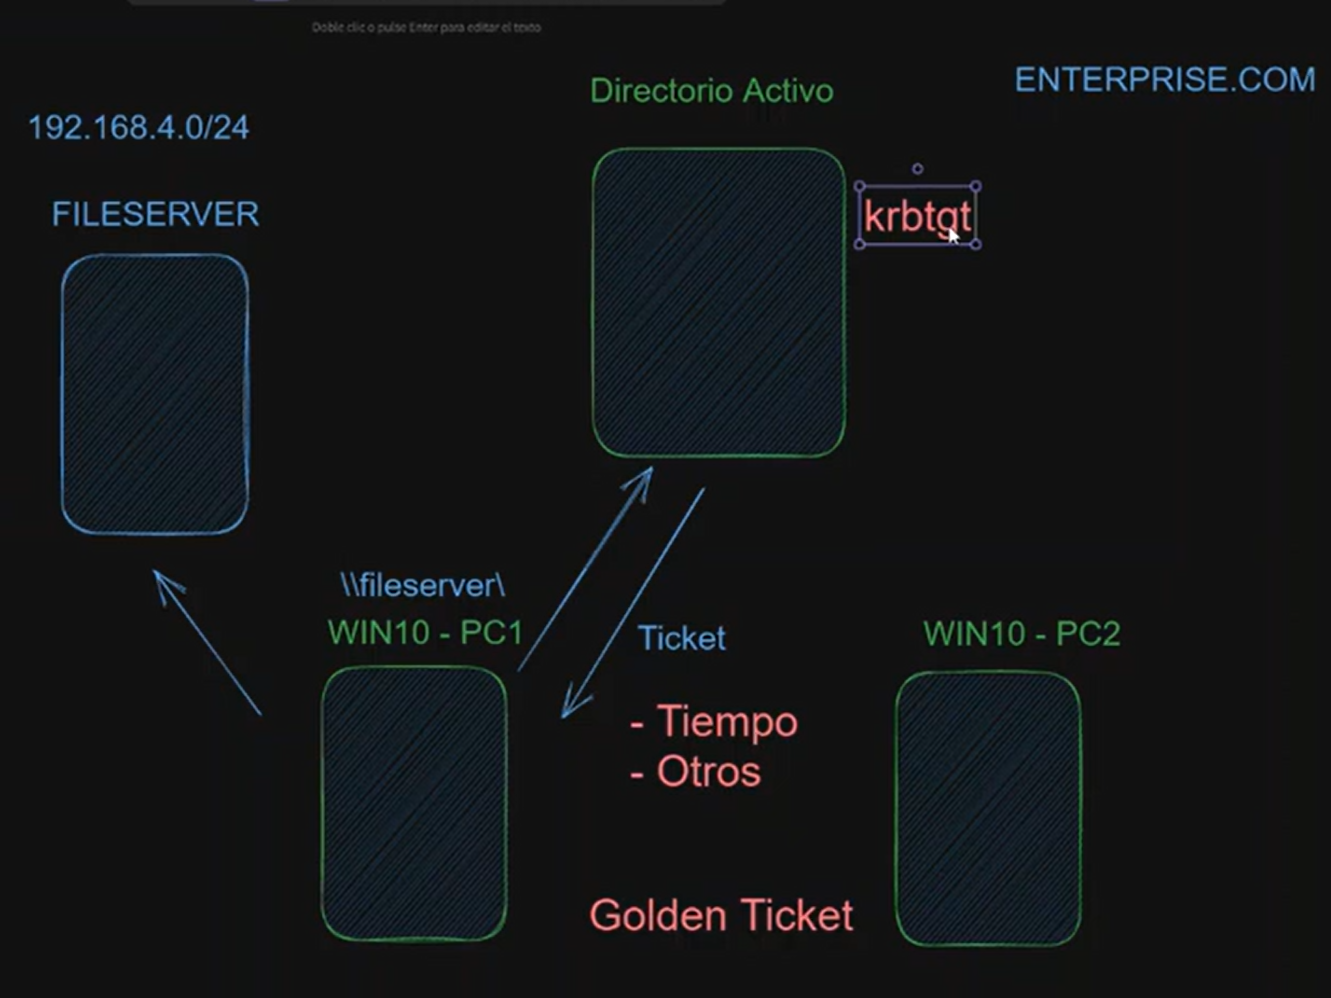 Doble clic o pulse Enter para editar el texto
Directorio Activo
ENTERPRISE.COM
192.168.4.0/24
FILESERVER
krbtgt
\\fileserver\
WIN10 - PC1
Ticket
WIN10 - PC2
- Tiempo
- Otros
Golden Ticket